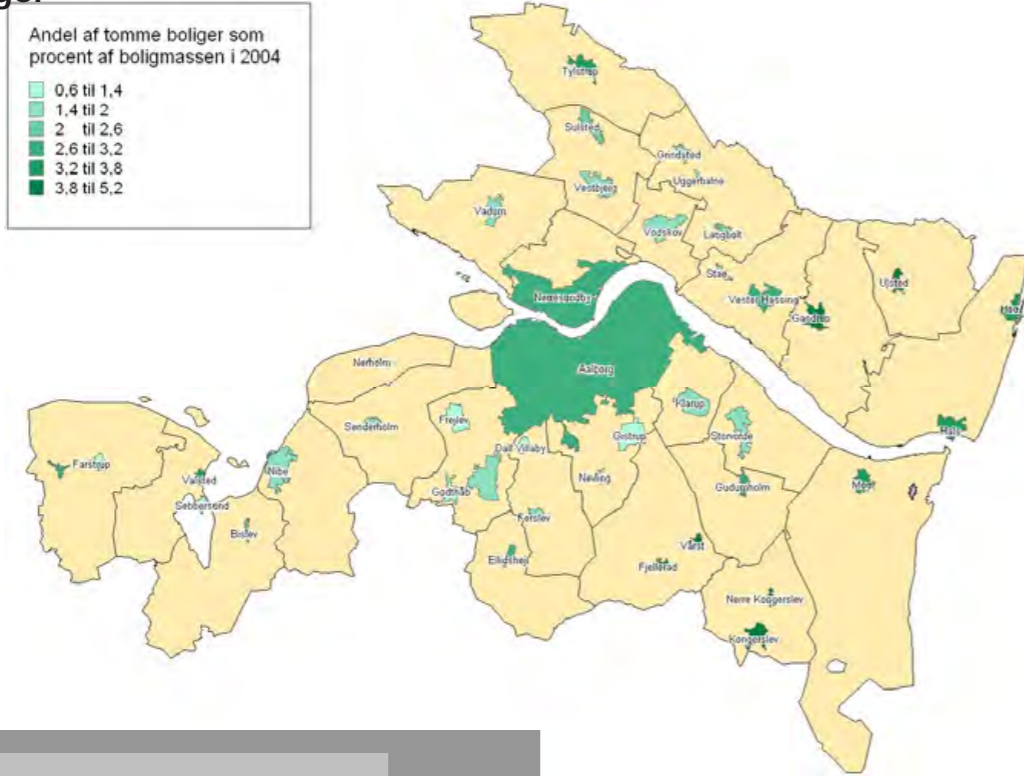 Andel af tomme boliger som
procent af boligmassen i 2004
0,6 til 1,4
1,4 til 2
2 til 2,6
2,6 til 3,2
3,2 til 3,8
3,8 til 5,2
Tylstrup
Sulsted
Grindsted
Uggerhalne
Vestbjerg
Vadum
Vodskov
Langholt
Stae
Vester Hassing
Gandrup
Ulsted
Hou
Nørresundby
Aalborg
Nørholm
Klarup
Frejlev
Sønderholm
Gistrup
Storvorde
Hals
Dall Villaby
Farstrup
Nibe
Valsted
Godthåb
Nøvling
Gudumholm
Mou
Sebbersund
Ferslev
Bislev
Ellidshøj
Vårst
Fjellerad
Nørre Kongerslev
Kongerslev